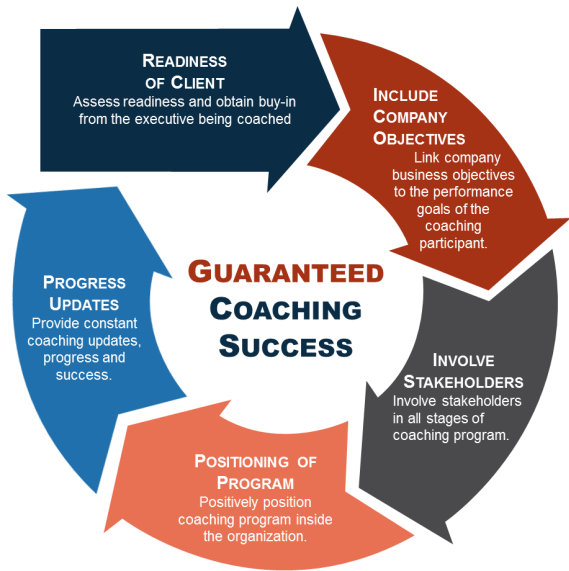 READINESS
OF CLIENT
Assess readiness and obtain buy-in
from the executive being coached
INCLUDE
COMPANY
OBJECTIVES
Link company
business objectives
to the performance
goals of the
coaching
participant.
INVOLVE
STAKEHOLDERS
Involve stakeholders
in all stages of
coaching program.
POSITIONING OF
PROGRAM
Positively position
coaching program inside
the organization.
PROGRESS
UPDATES
Provide constant
coaching updates,
progress and
success.
GUARANTEED
COACHING
SUCCESS